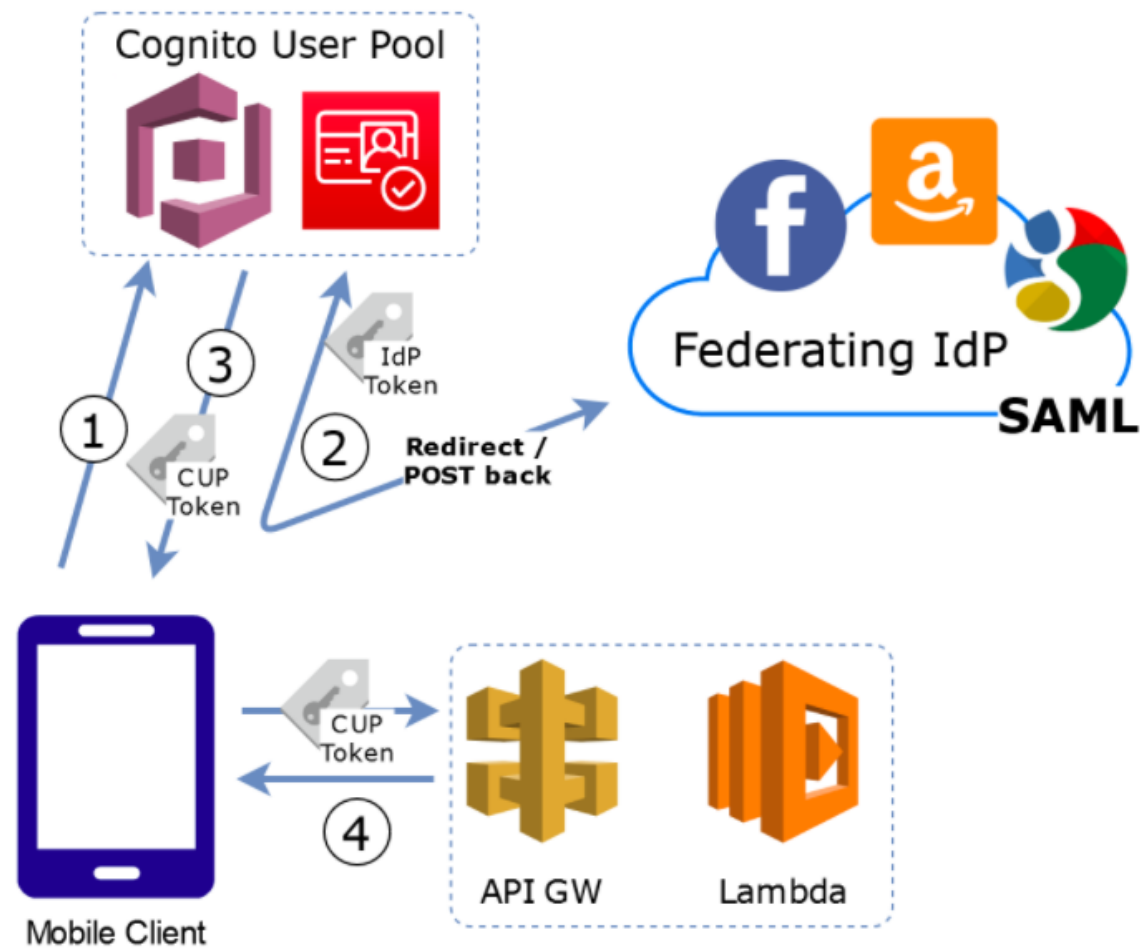 Cognito User Pool
f
a
Federating IdP
SAML
IdP
Token
3
1
2
Redirect /
POST back
CUP
Token
CUP
Token
4
API GW
Lambda
Mobile Client